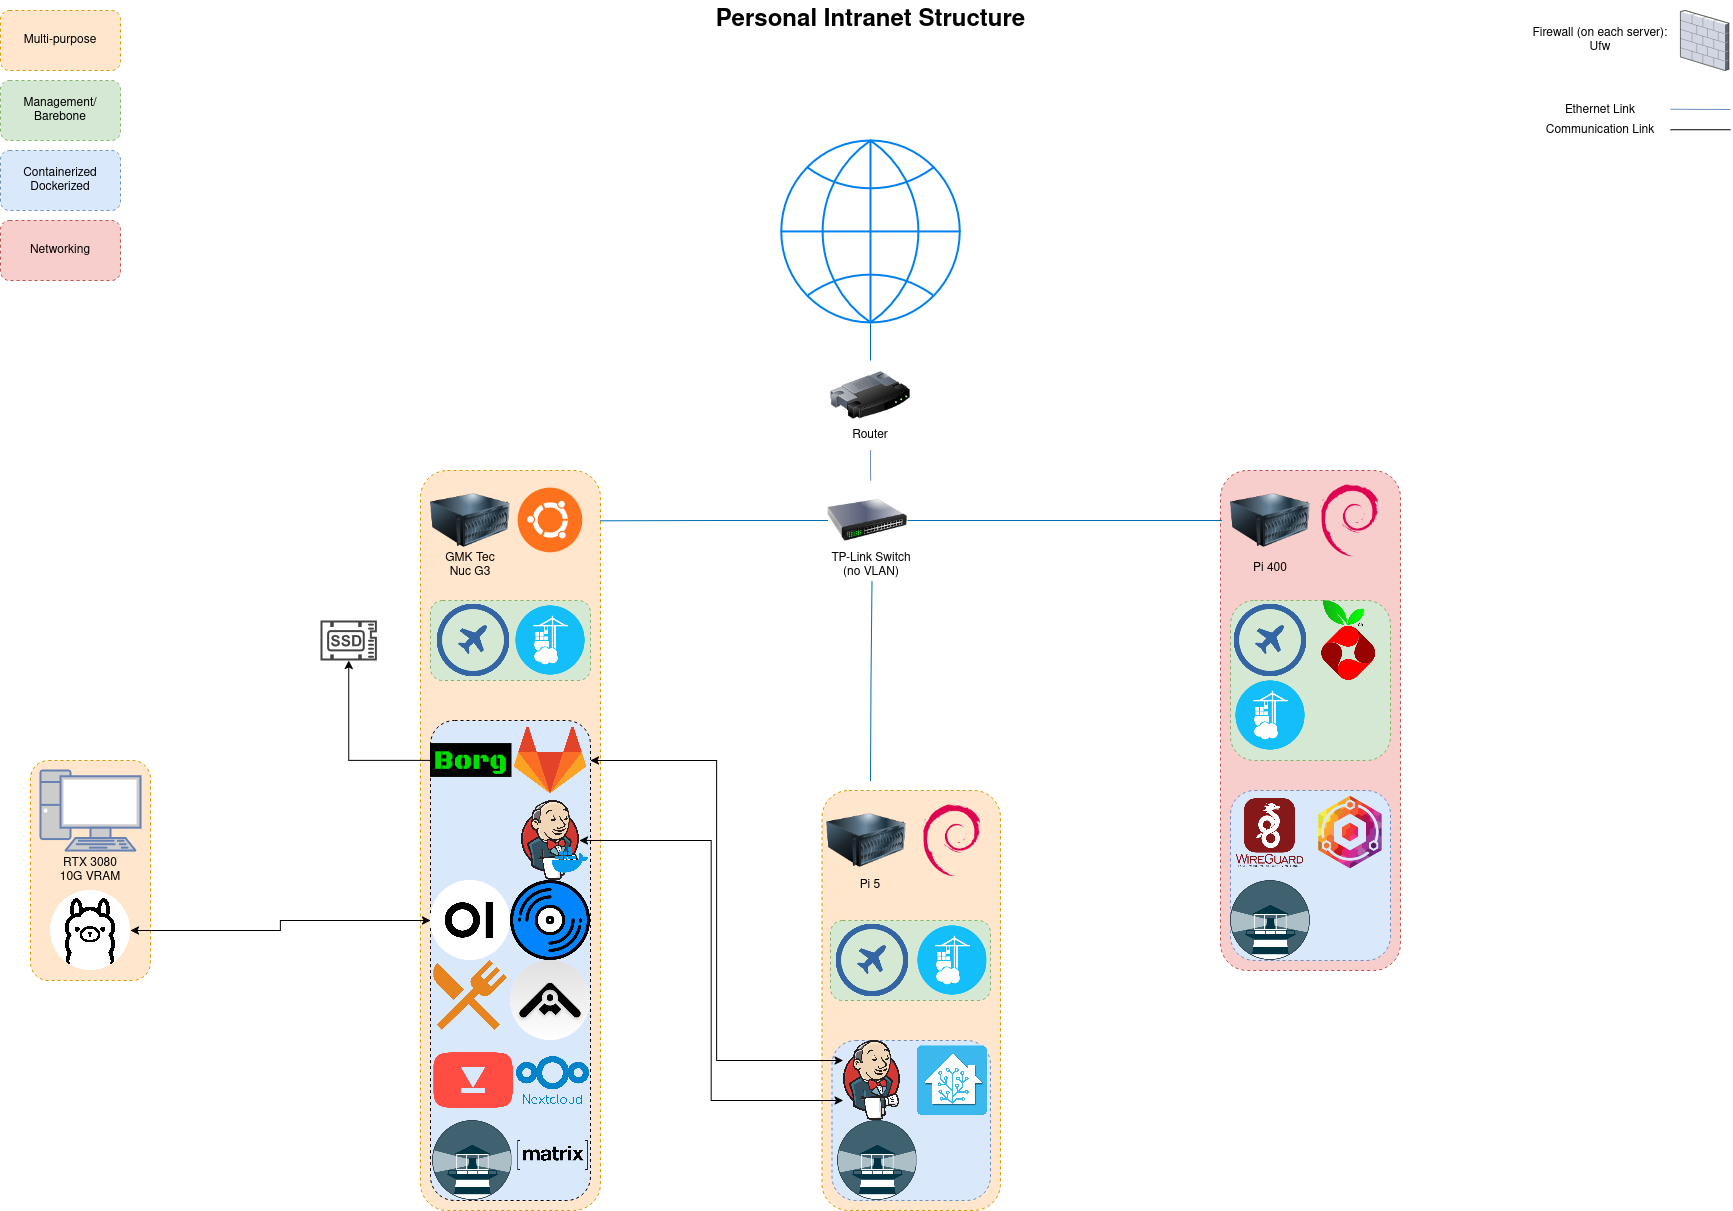 Personal Intranet Structure
Multi-purpose
Management/
Barebone
Containerized
Dockerized
Networking
Firewall (on each server):
Ufw
Ethernet Link
Communication Link
Router
TP-Link Switch
(no VLAN)
GMK Tec
Nuc G3
SSD
Borg
RTX 3080
10G VRAM
OI
Nextcloud
[matrix]
Pi 5
Pi 400
WIREGUARD